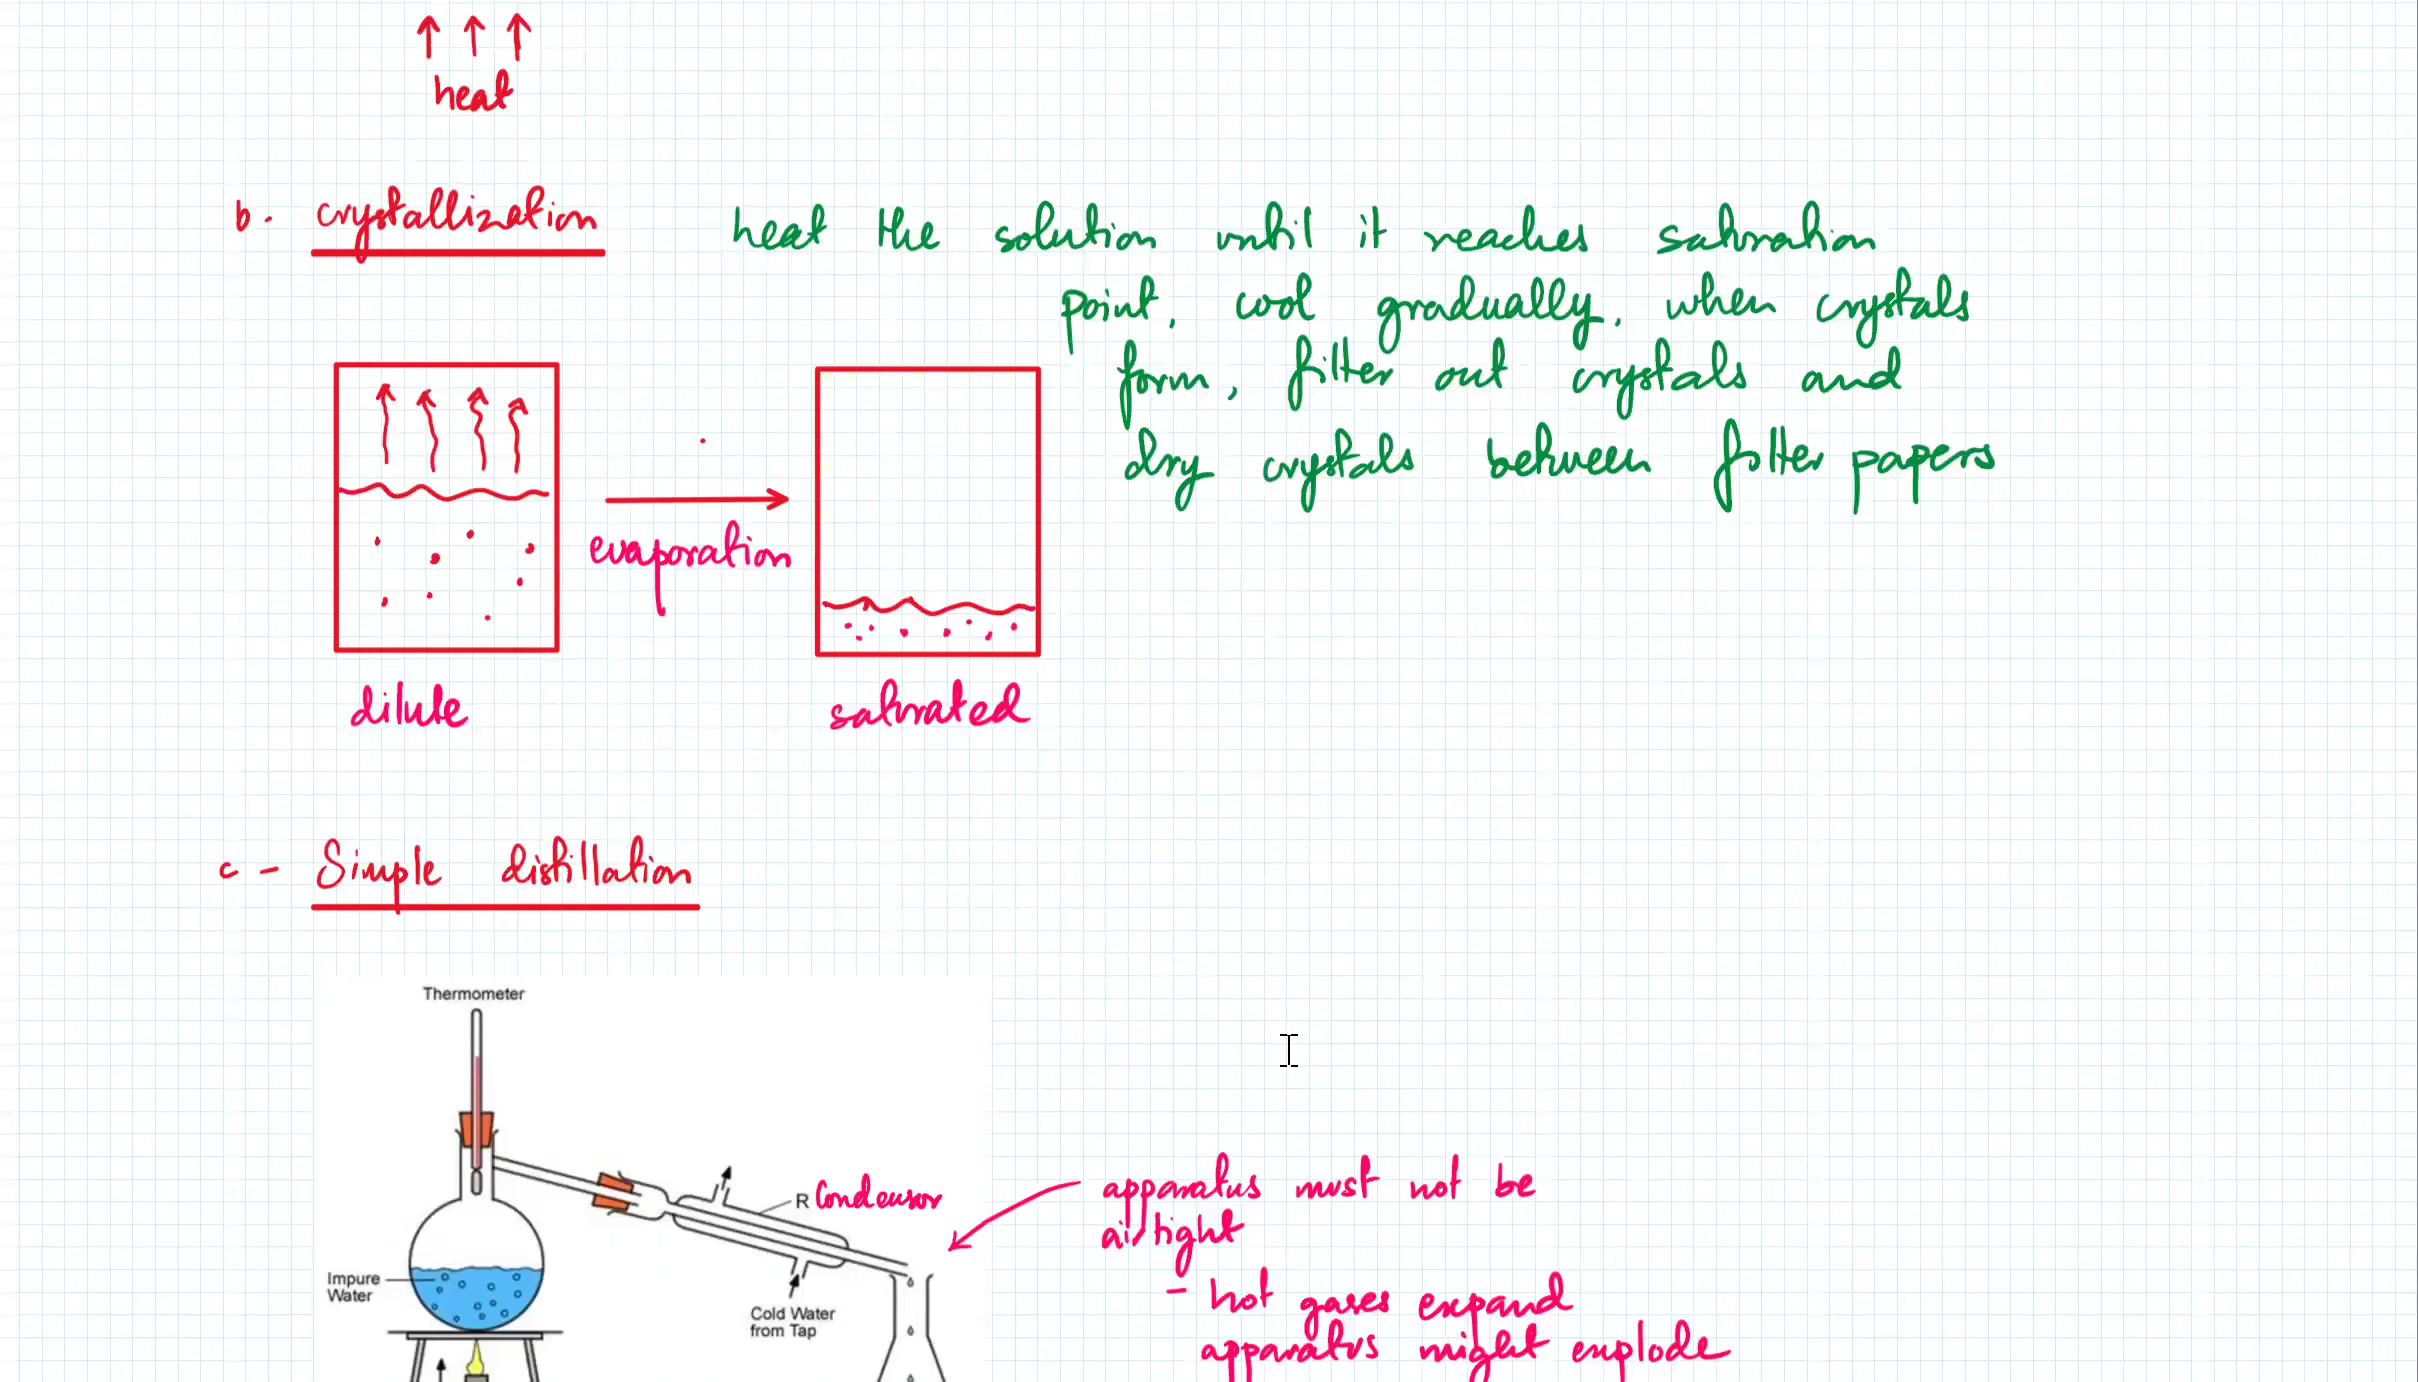 heat
b. crystallization
heat the solution until it reaches saturation
point, cool gradually, when crystals
form, filter out crystals and
dry crystals between filter papers
evaporation
dilute
saturated
c - Simple distillation
Thermometer
R Condensor
Impure
Water
Cold Water
from Tap
apparatus must not be
airtight
- hot gases expand
apparatus might explode